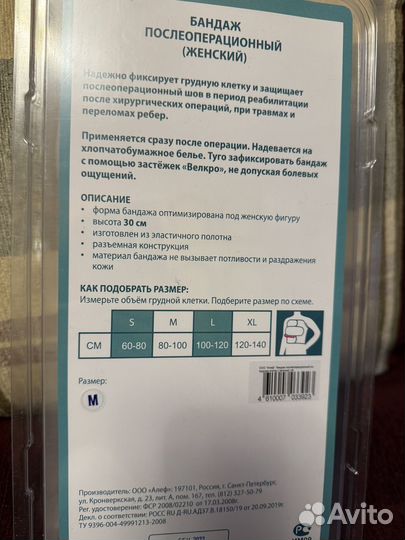 БАНДАЖ
ПОСЛЕОПЕРАЦИОННЫЙ
(ЖЕНСКИЙ)
Надежно фиксирует грудную клетку и защищает
послеоперационный шов в период реабилитации
после хирургических операций, при травмах и
переломах ребер.
Применяется сразу после операции. Надевается на
хлопчатобумажное белье. Туго зафиксировать бандаж
с помощью застёжек «Велкро», не допуская болевых
ощущений.
ОПИСАНИЕ
• форма бандажа оптимизирована под женскую фигуру
• высота 30 см
• изготовлен из эластичного полотна
• разъемная конструкция
• материал бандажа не вызывает потливости и раздражения
кожи
КАК ПОДОБРАТЬ РАЗМЕР:
Измерьте объём грудной клетки. Подберите размер по схеме.
S M L XL
СМ 60-80 80-100 100-120 120-140
Размер:
M
4 610007 033923
Производитель: ООО «Алеф»: 197101, Россия, г. Санкт-Петербург,
ул. Кронверкская, д. 23, лит. А, пом. 167, тел. (812) 327-50-79
Рег. удостоверение: ФСР 2008/02210 от 17.03.2008г.
Декл. о соответствии: РОСС RU Д-RU.АД37.В.18150/19 от 20.09.2019г.
ТУ 9396-004-49991213-2008
Avito